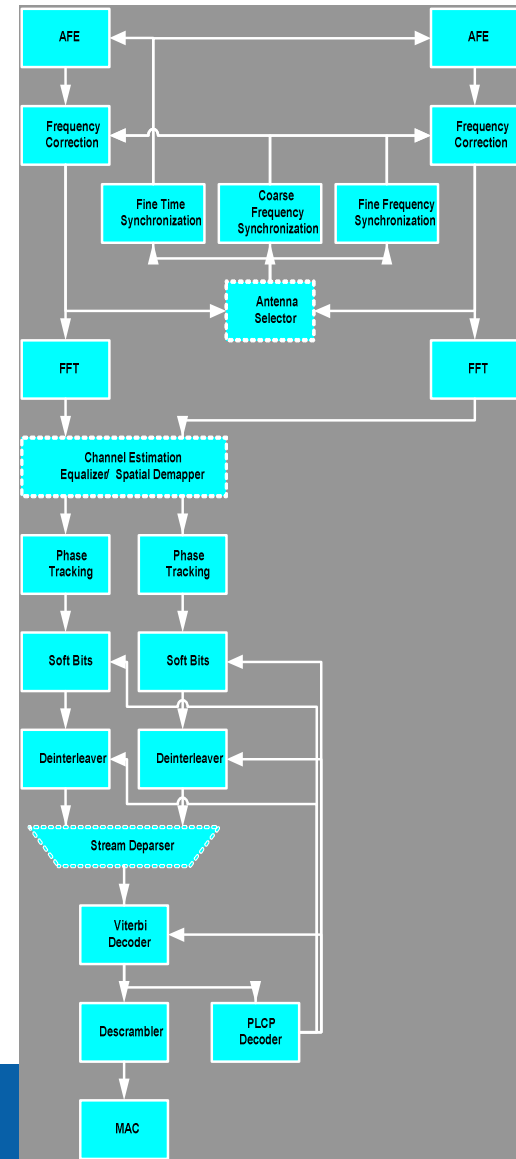 AFE
AFE
Frequency
Correction
Frequency
Correction
Fine Time
Synchronization
Coarse
Frequency
Synchronization
Fine Frequency
Synchronization
Antenna
Selector
FFT
FFT
Channel Estimation
Equalizer/ Spatial Demapper
Phase
Tracking
Phase
Tracking
Soft Bits
Soft Bits
Deinterleaver
Deinterleaver
Stream Deparser
Viterbi
Decoder
Descrambler
PLCP
Decoder
MAC